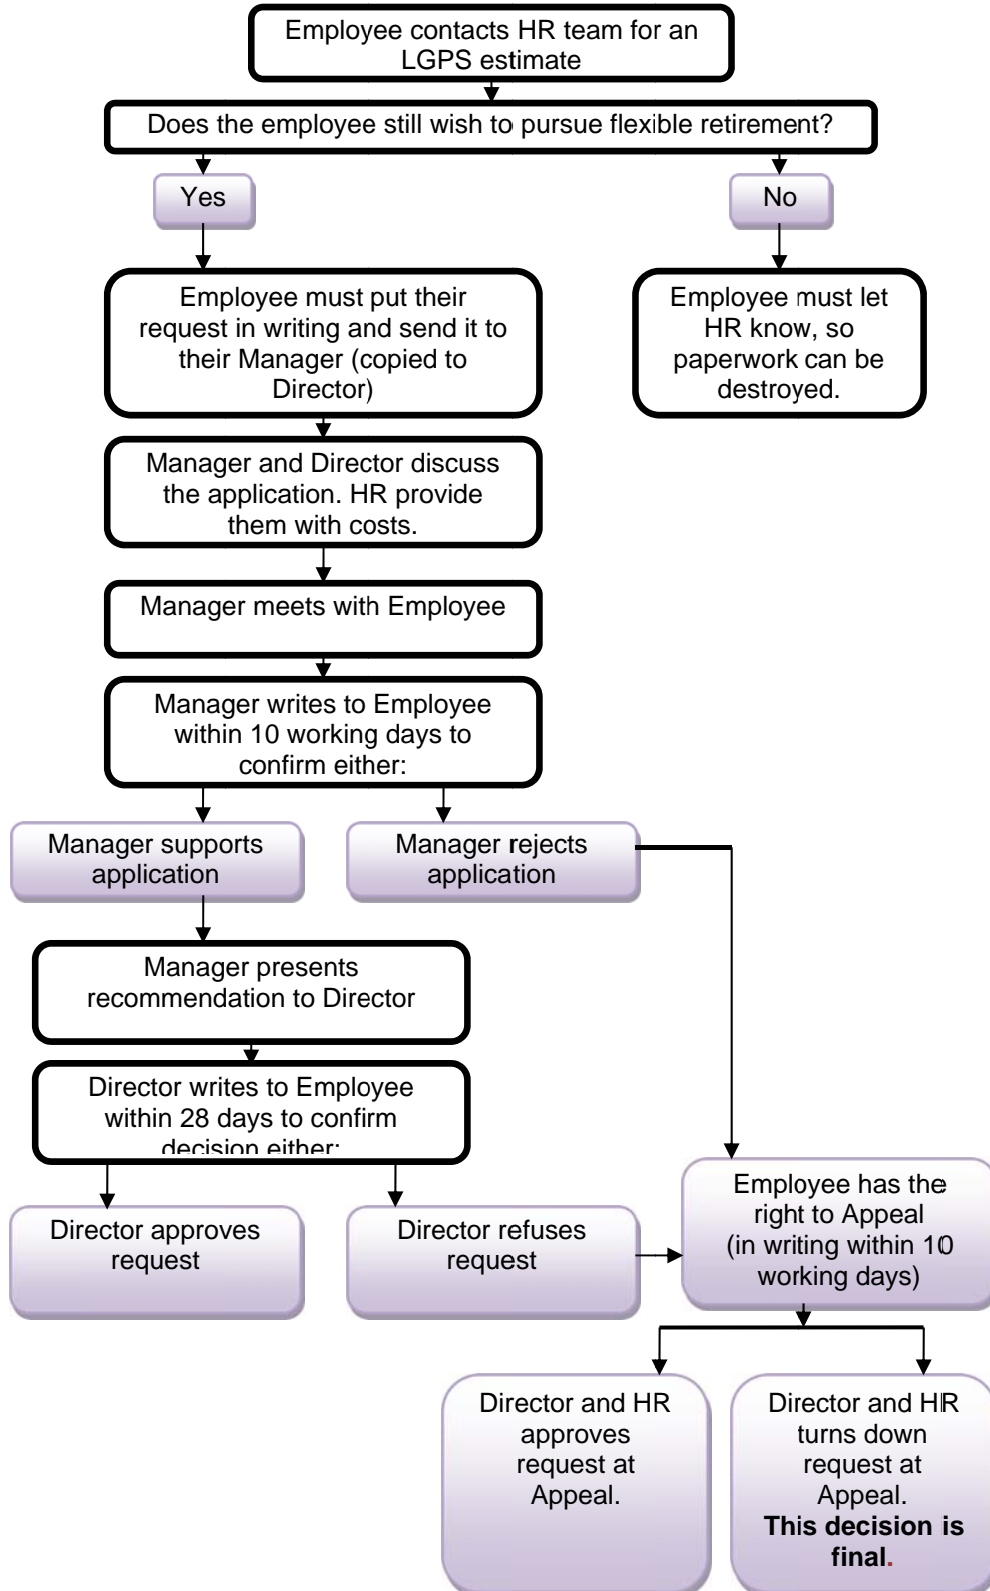 Employee contacts HR team for an
LGPS estimate
Does the employee still wish to pursue flexible retirement?
Yes
No
Employee must put their
request in writing and send it to
their Manager (copied to
Director)
Employee must let
HR know, so
paperwork can be
destroyed.
Manager and Director discuss
the application. HR provide
them with costs.
Manager meets with Employee
Manager writes to Employee
within 10 working days to
confirm either:
Manager supports
application
Manager rejects
application
Manager presents
recommendation to Director
Director writes to Employee
within 28 days to confirm
decision either:
Director approves
request
Director refuses
request
Employee has the
right to Appeal
(in writing within 10
working days)
Director and HR
approves
request at
Appeal.
Director and HR
turns down
request at
Appeal.
This decision is
final.